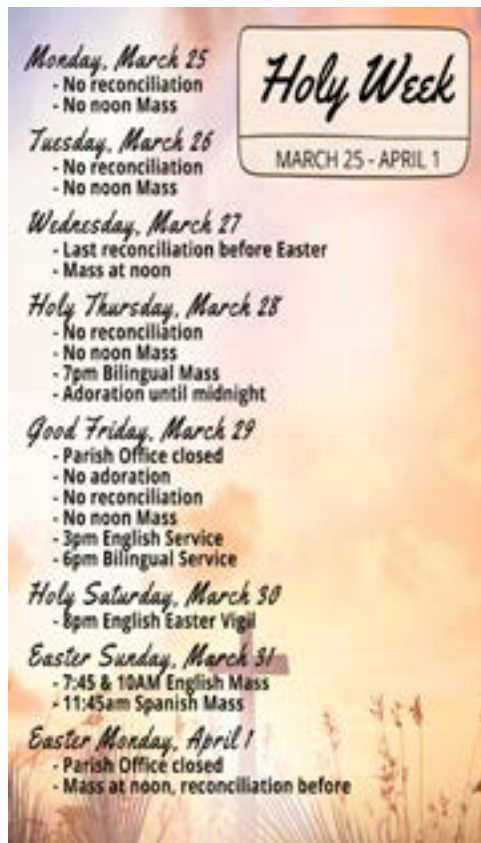 Holy Week
MARCH 25 - APRIL 1
Monday, March 25
- No reconciliation
- No noon Mass
Tuesday, March 26
- No reconciliation
- No noon Mass
Wednesday, March 27
- Last reconciliation before Easter
- Mass at noon
Holy Thursday, March 28
- No reconciliation
- No noon Mass
- 7pm Bilingual Mass
- Adoration until midnight
Good Friday, March 29
- Parish Office closed
- No adoration
- No reconciliation
- No noon Mass
- 3pm English Service
- 6pm Bilingual Service
Holy Saturday, March 30
- 8pm English Easter Vigil
Easter Sunday, March 31
- 7:45 & 10AM English Mass
- 11:45am Spanish Mass
Easter Monday, April 1
- Parish Office closed
- Mass at noon, reconciliation before